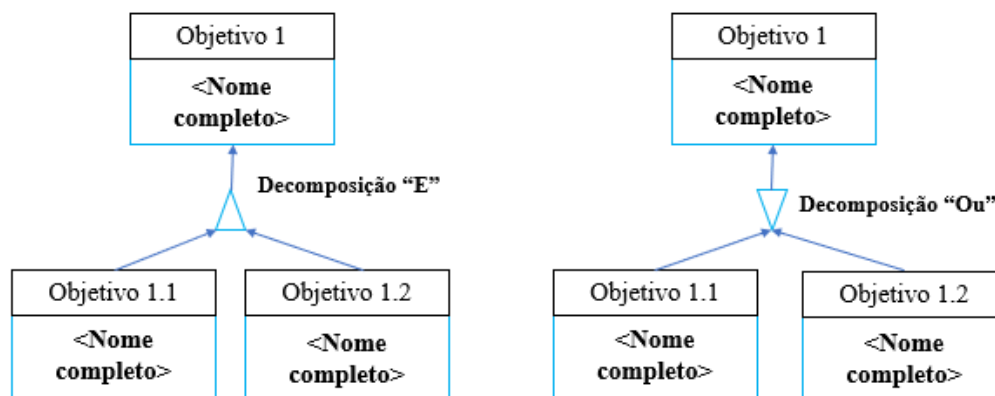 Objetivo 1
<Nome
completo>
Decomposição “E”
Objetivo 1.1
<Nome
completo>
Objetivo 1.2
<Nome
completo>
Objetivo 1
<Nome
completo>
Decomposição “Ou”
Objetivo 1.1
<Nome
completo>
Objetivo 1.2
<Nome
completo>